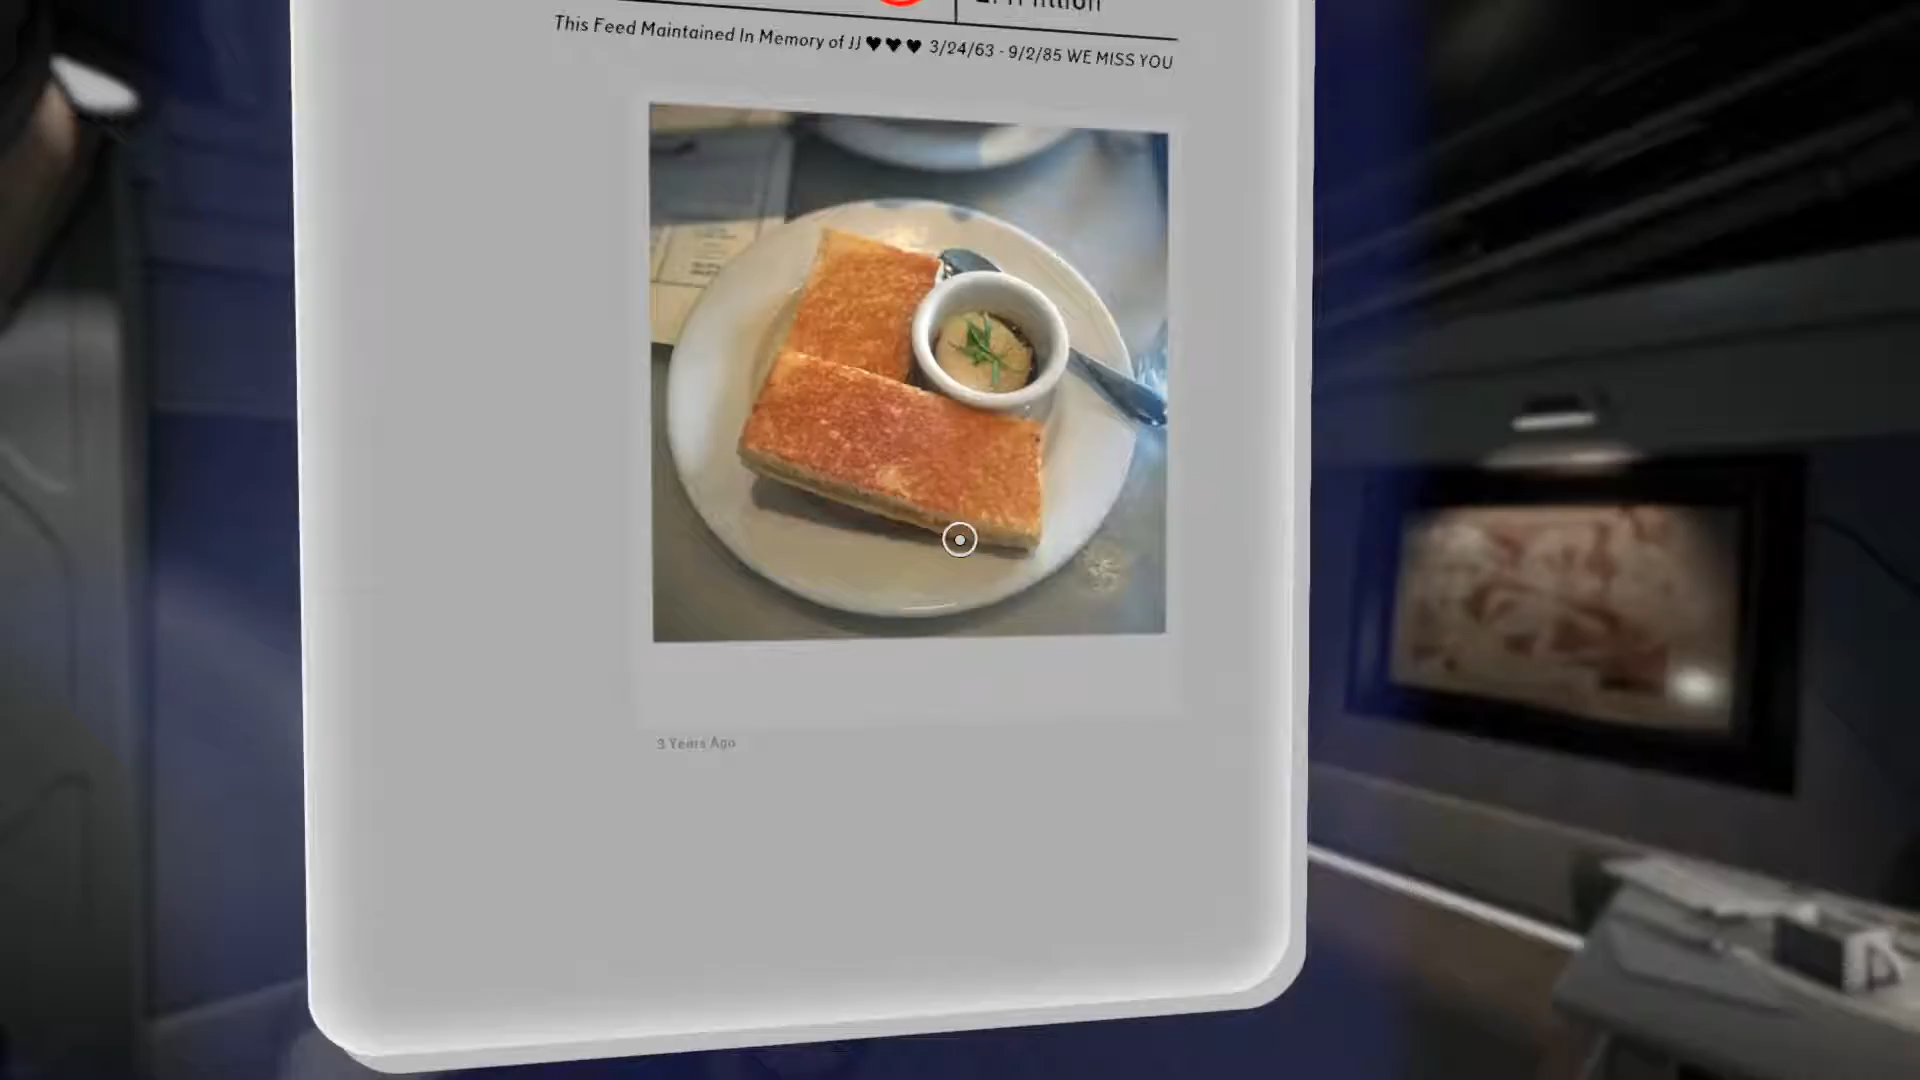 This Feed Maintained In Memory of JJ ♥♥♥ 3/24/63 - 9/2/85 WE MISS YOU
3 Years Ago